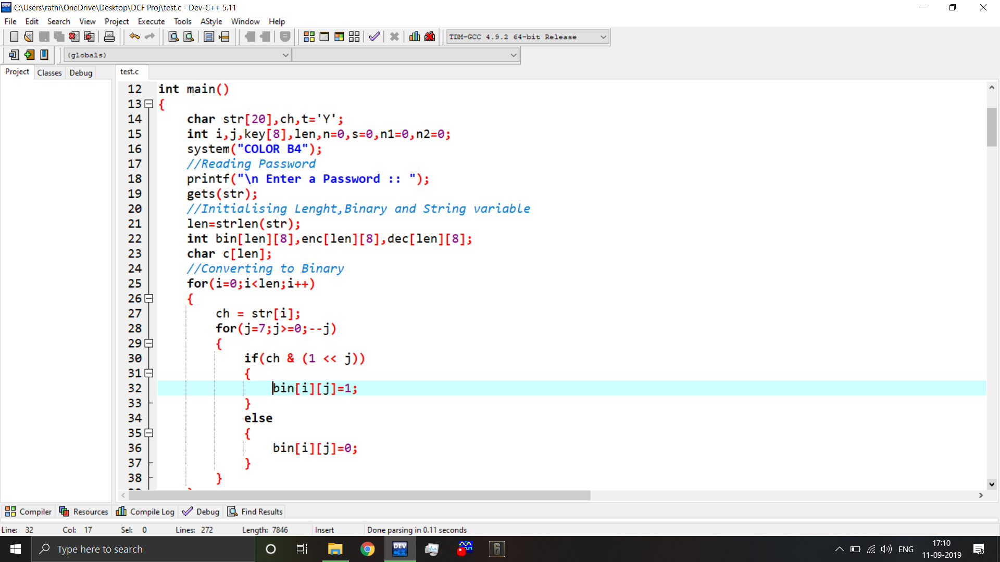 C:\Users\rathi\OneDrive\Desktop\DCF Proj\test.c - Dev-C++ 5.11
File Edit Search View Project Execute Tools AStyle Window Help
TDM-GCC 4.9.2 64-bit Release
(globals)
Project Classes Debug test.c
12 int main()
13 {
14 char str[20],ch,t='Y';
15 int i,j,key[8],len,n=0,s=0,n1=0,n2=0;
16 system("COLOR B4");
17 //Reading Password
18 printf("\n Enter a Password :: ");
19 gets(str);
20 //Initialising Lenght,Binary and String variable
21 len=strlen(str);
22 int bin[len][8],enc[len][8],dec[len][8];
23 char c[len];
24 //Converting to Binary
25 for(i=0;i<len;i++)
26 {
27 ch = str[i];
28 for(j=7;j>=0;--j)
29 {
30 if(ch & (1 << j))
31 {
32 bin[i][j]=1;
33 }
34 else
35 {
36 bin[i][j]=0;
37 }
38 }
Compiler Resources Compile Log Debug Find Results
Line: 32 Col: 17 Sel: 0 Lines: 272 Length: 7846 Insert Done parsing in 0.11 seconds
Type here to search
DEV C++
ENG
17:10
11-09-2019